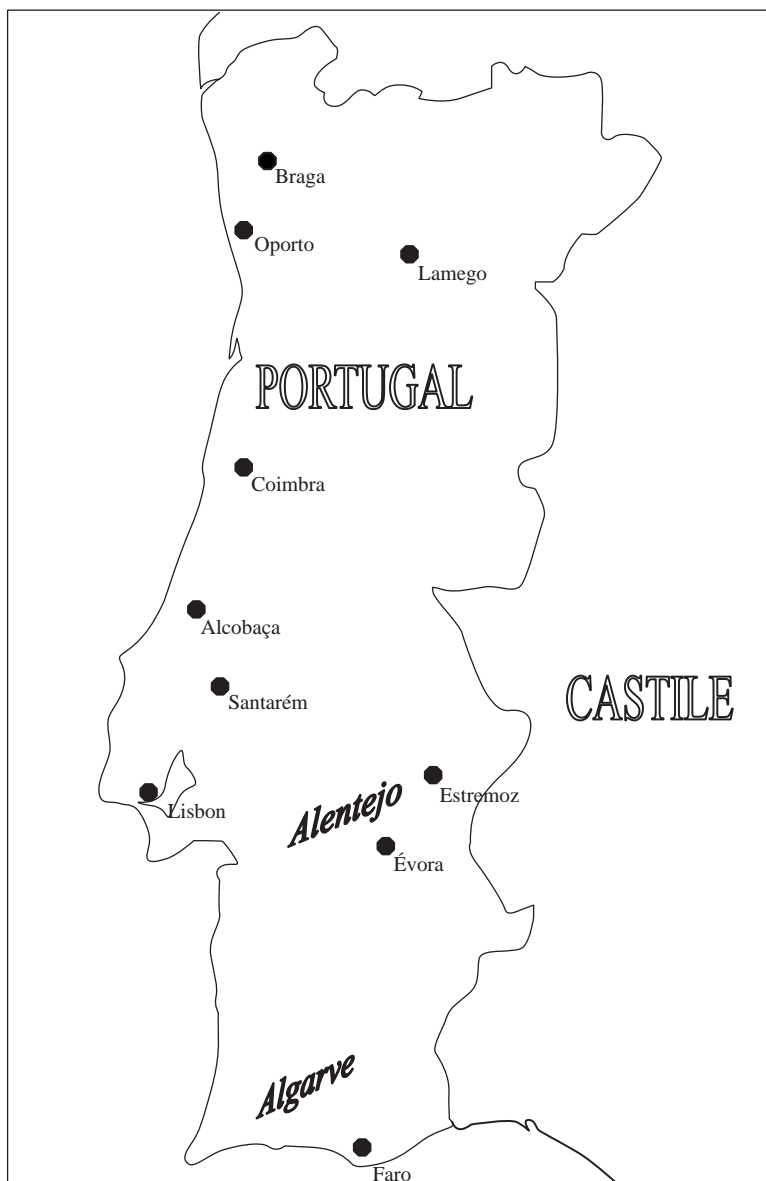 Braga
Oporto
Lamego
PORTUGAL
Coimbra
Alcobaça
Santarém
CASTILE
Estremoz
Lisbon
Alentejo
Évora
Algarve
Faro